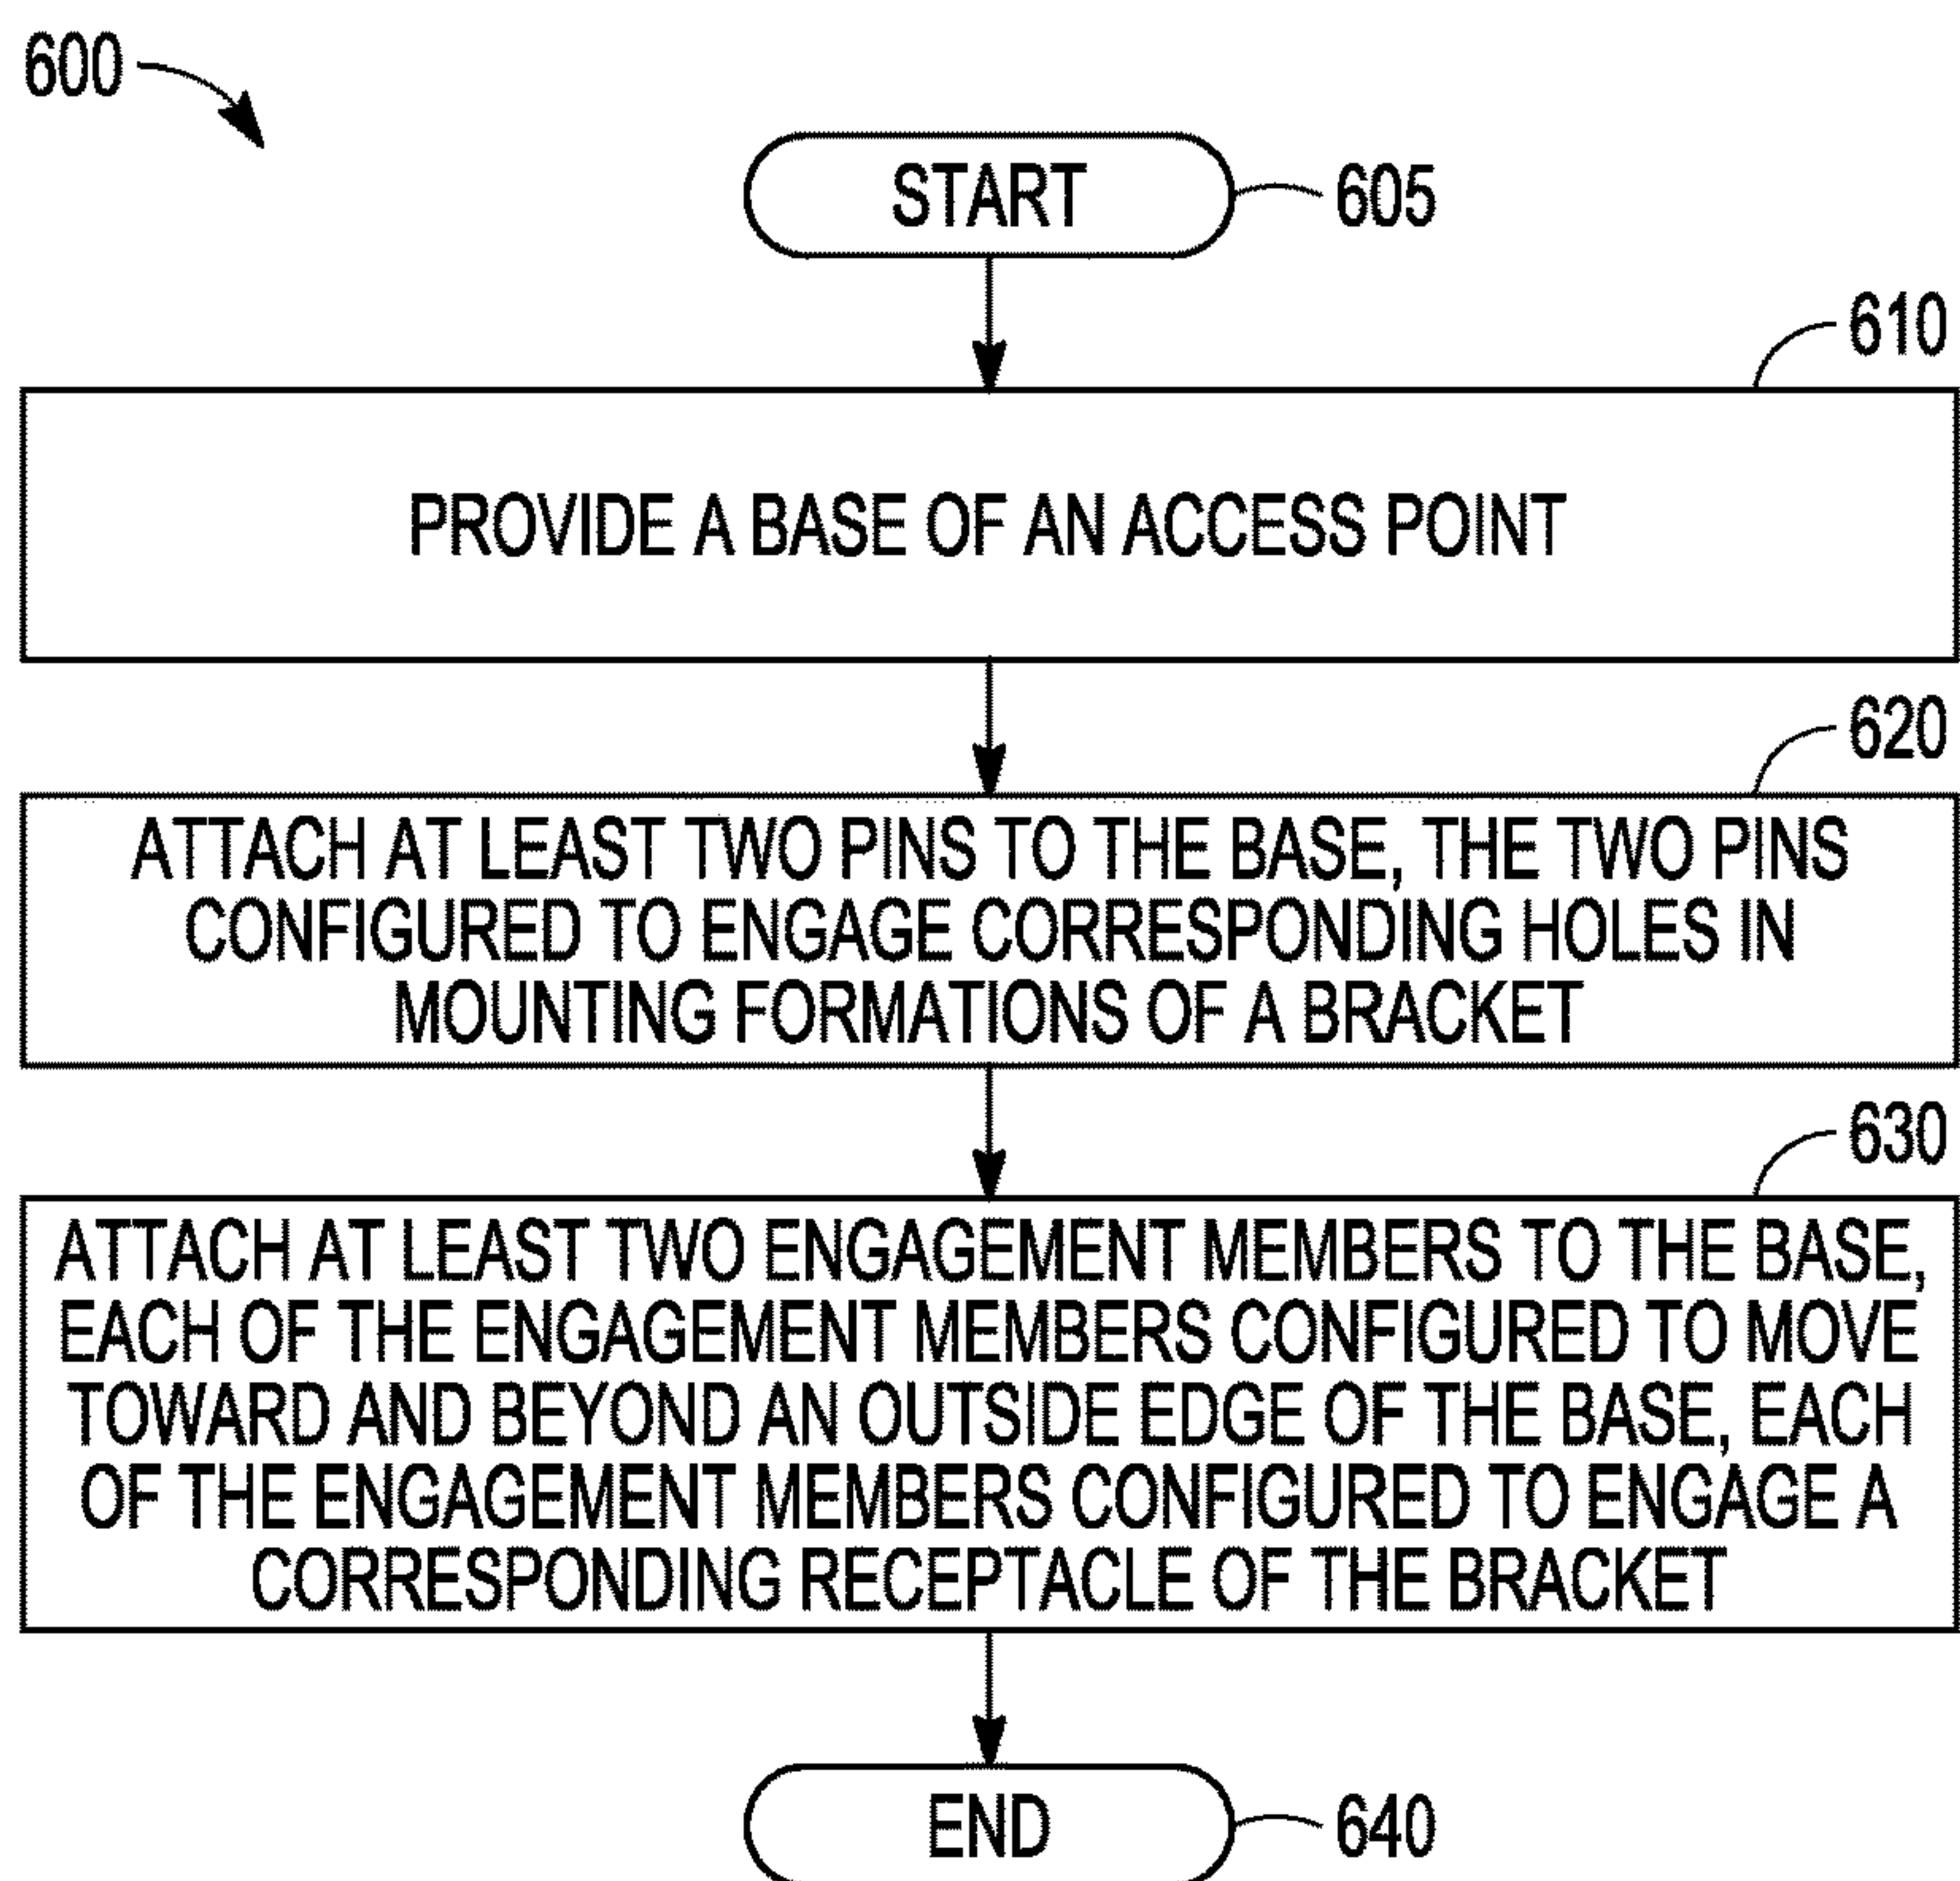 600
START
605
610
PROVIDE A BASE OF AN ACCESS POINT
620
ATTACH AT LEAST TWO PINS TO THE BASE, THE TWO PINS
CONFIGURED TO ENGAGE CORRESPONDING HOLES IN
MOUNTING FORMATIONS OF A BRACKET
630
ATTACH AT LEAST TWO ENGAGEMENT MEMBERS TO THE BASE,
EACH OF THE ENGAGEMENT MEMBERS CONFIGURED TO MOVE
TOWARD AND BEYOND AN OUTSIDE EDGE OF THE BASE, EACH
OF THE ENGAGEMENT MEMBERS CONFIGURED TO ENGAGE A
CORRESPONDING RECEPTACLE OF THE BRACKET
END
640